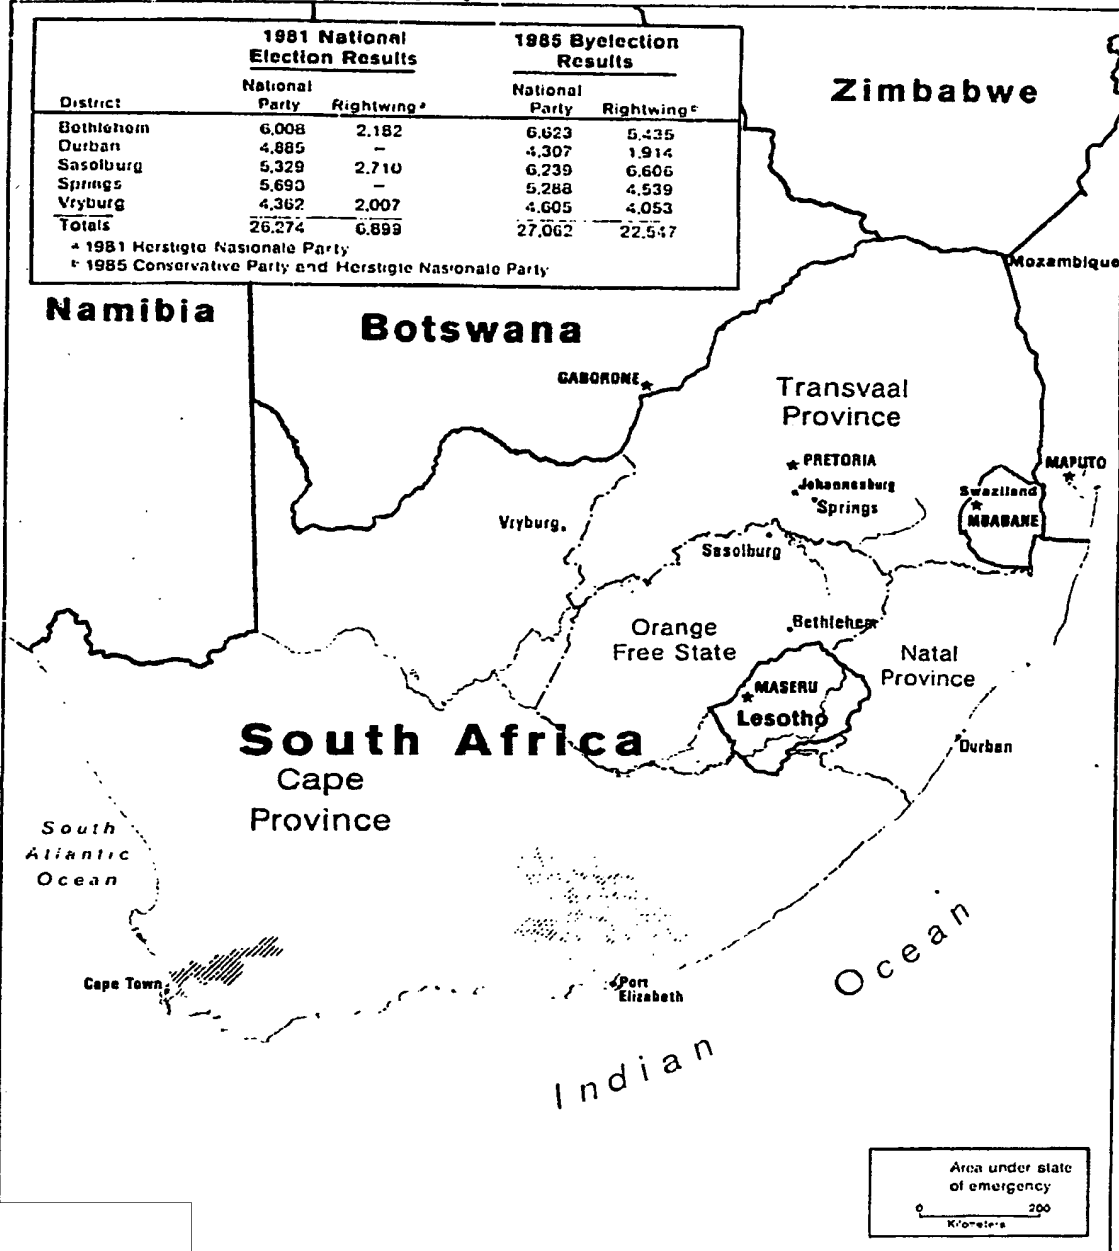 1981 National Election Results
1985 Byelection Results
District National Party Rightwing ᵃ National Party Rightwing ᶜ
Bethlehem 6,008 2,182 6,623 5,435
Durban 4,885 – 4,307 1,914
Sasolburg 5,329 2,710 6,239 6,606
Springs 5,690 – 5,288 4,539
Vryburg 4,362 2,007 4,605 4,053
Totals 26,274 6,899 27,062 22,547
ᵃ 1981 Herstigte Nasionale Party
1985 Conservative Party and Herstigte Nasionale Party
Zimbabwe
Mozambique
Namibia
Botswana
GABORONE
Transvaal
Province
PRETORIA
Johannesburg
Springs
MAPUTO
Swaziland
MBABANE
Vryburg
Sasolburg
Bethlehem
Orange
Free State
Natal
Province
MASERU
Lesotho
Durban
South Africa
Cape
Province
South
Atlantic
Ocean
Cape Town
Port
Elizabeth
Indian Ocean
Area under state
of emergency
0 200
Kilometers